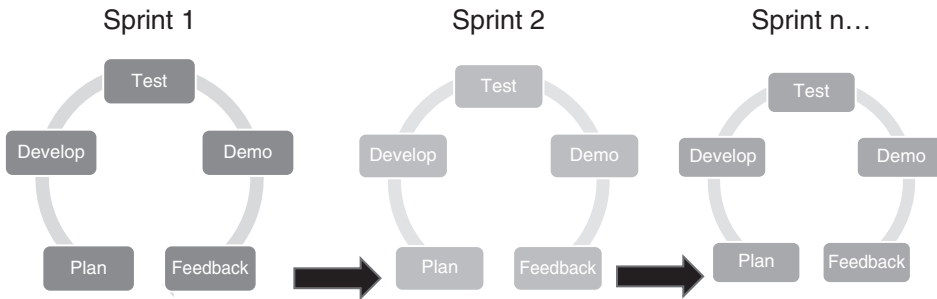 Sprint 1
Test
Develop
Demo
Plan
Feedback
Sprint 2
Test
Develop
Demo
Plan
Feedback
Sprint n…
Test
Develop
Demo
Plan
Feedback